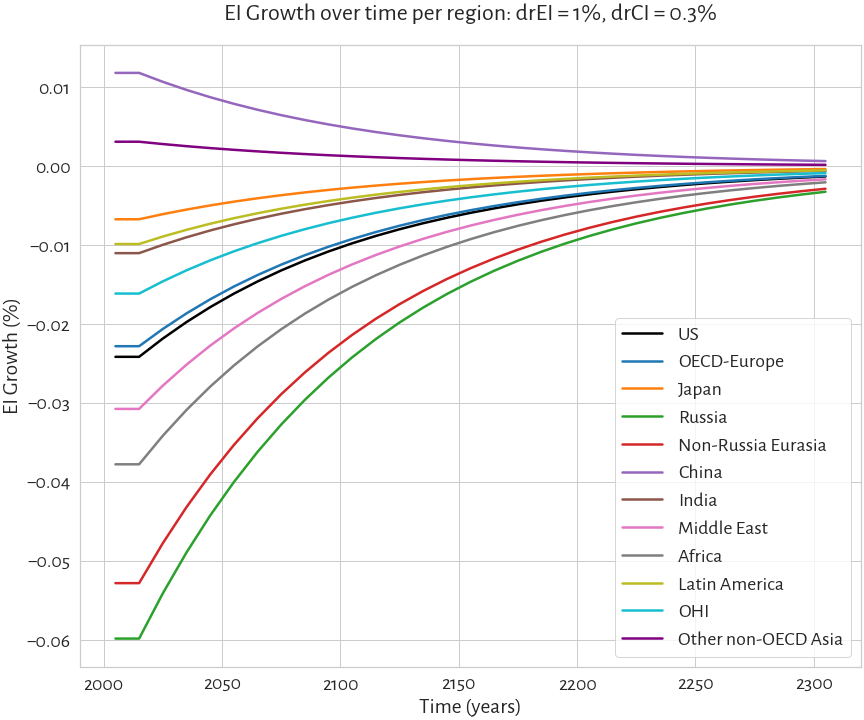 EI Growth over time per region: drEI = 1%, drCI = 0.3%
0.01
0.00
−0.01
−0.02
−0.03
−0.04
−0.05
−0.06
EI Growth (%)
US
OECD-Europe
Japan
Russia
Non-Russia Eurasia
China
India
Middle East
Africa
Latin America
OHI
Other non-OECD Asia
2000 2050 2100 2150 2200 2250 2300
Time (years)